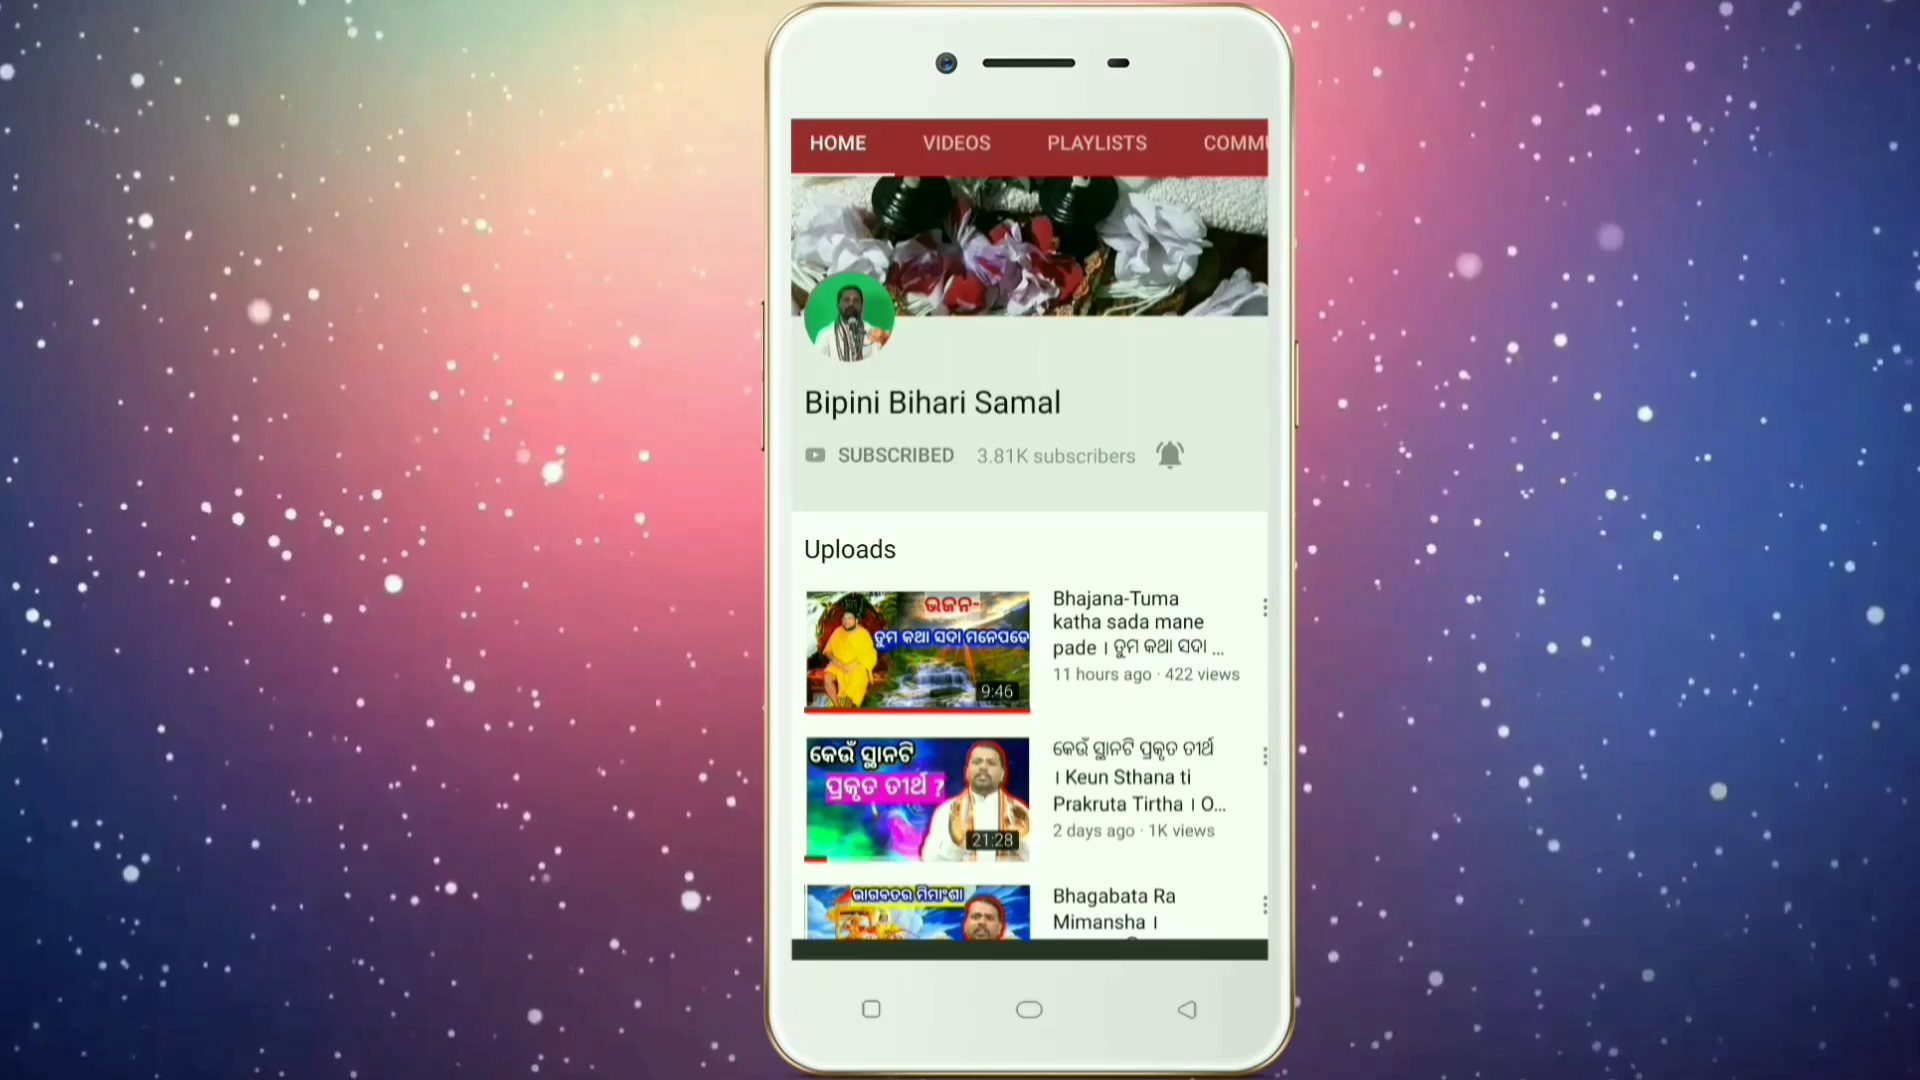 HOME VIDEOS PLAYLISTS COMMU
Bipini Bihari Samal
SUBSCRIBED 3.81K subscribers
Uploads
ଭଜନ-
ତୁମ କଥା ସଦା ମନେପଡେ
9:46
Bhajana-Tuma
katha sada mane
pade । ତୁମ କଥା ସଦା ...
11 hours ago · 422 views
କେଉଁ ସ୍ଥାନଟି
ପ୍ରକୃତ ତୀର୍ଥ ?
21:28
କେଉଁ ସ୍ଥାନଟି ପ୍ରକୃତ ତୀର୍ଥ
। Keun Sthana ti
Prakruta Tirtha । O...
2 days ago · 1K views
ଭାଗବତର ମିମାଂଶା
Bhagabata Ra
Mimansha ।